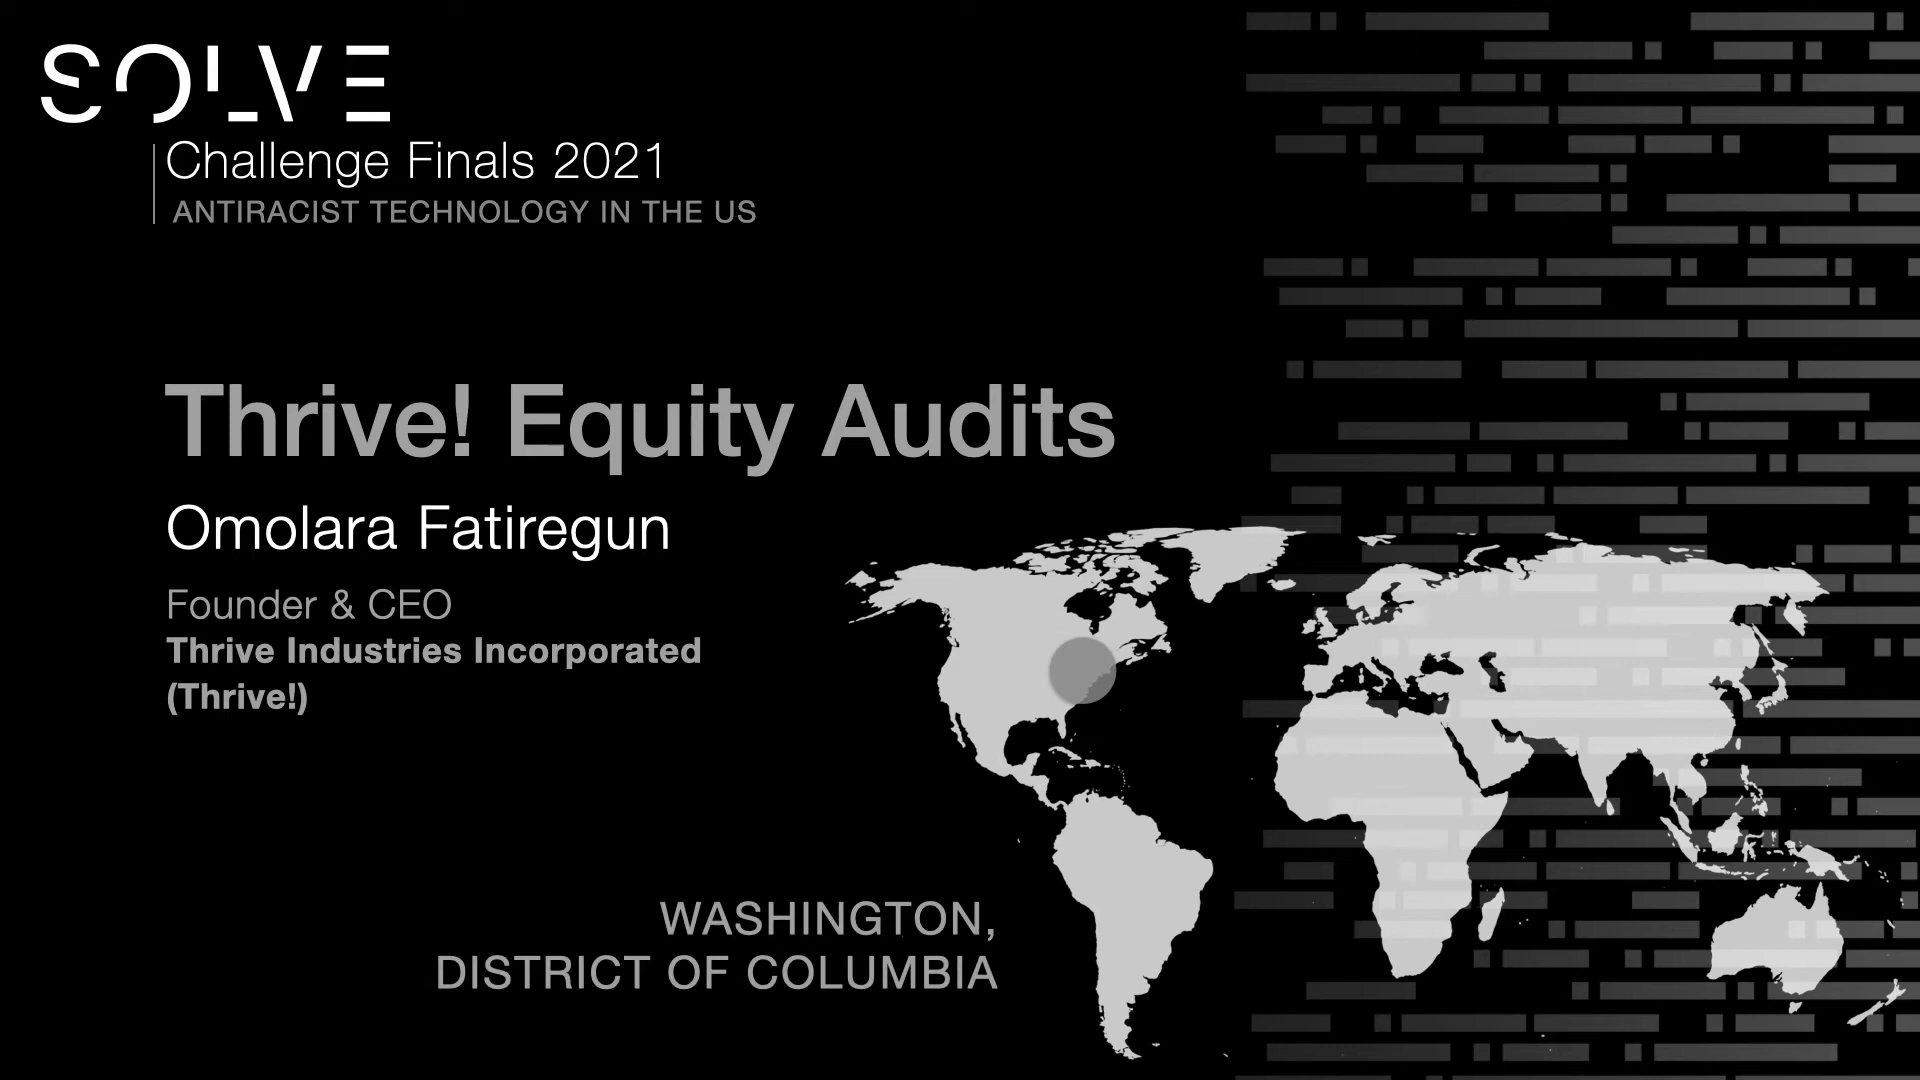 SOLVE
Challenge Finals 2021
ANTIRACIST TECHNOLOGY IN THE US
Thrive! Equity Audits
Omolara Fatiregun
Founder & CEO
Thrive Industries Incorporated
(Thrive!)
WASHINGTON,
DISTRICT OF COLUMBIA